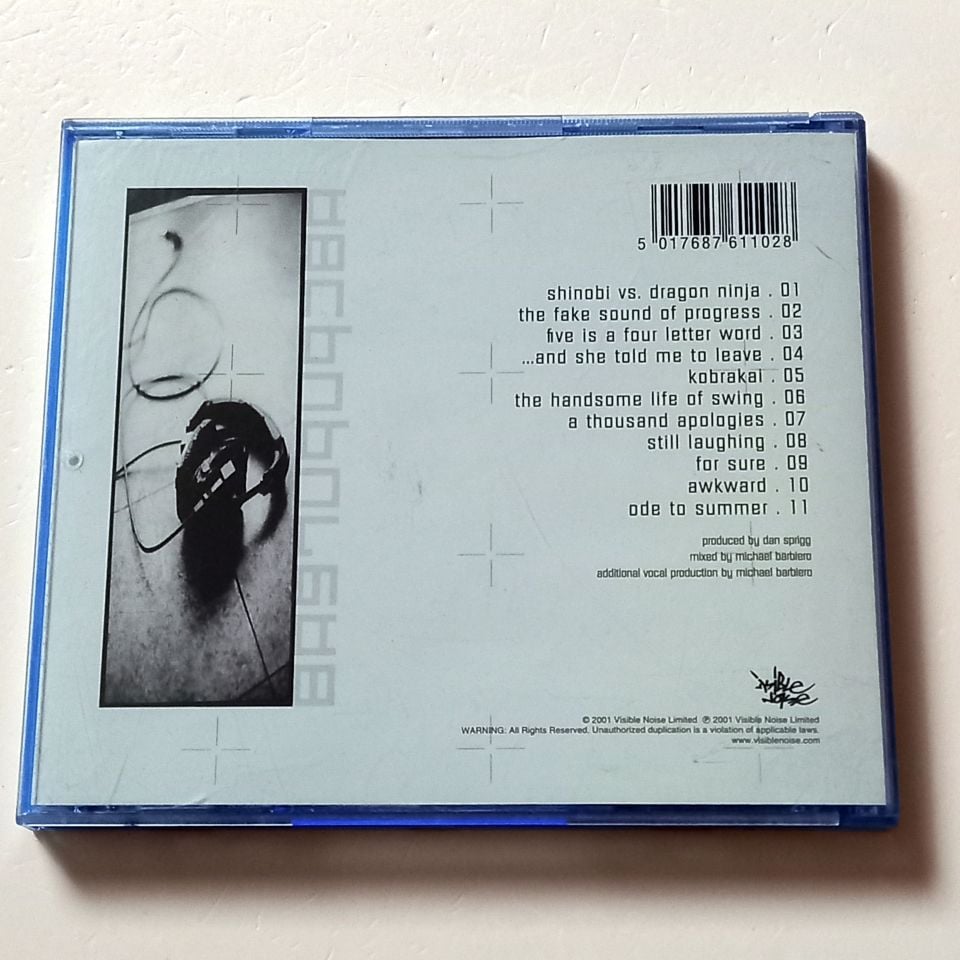 5 017687 611028
shinobi vs. dragon ninja . 01
the fake sound of progress . 02
five is a four letter word . 03
...and she told me to leave . 04
kobrakai . 05
the handsome life of swing . 06
a thousand apologies . 07
still laughing . 08
for sure . 09
awkward . 10
ode to summer . 11
produced by dan sprigg
mixed by michael barbiero
additional vocal production by michael barbiero
visible noise
© 2001 Visible Noise Limited ℗ 2001 Visible Noise Limited
WARNING: All Rights Reserved. Unauthorized duplication is a violation of applicable laws.
www.visiblenoise.com